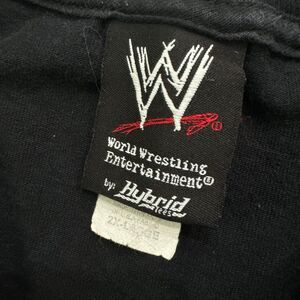 W
World Wrestling
Entertainment®
by: Hybrid
tees
2X-LARGE